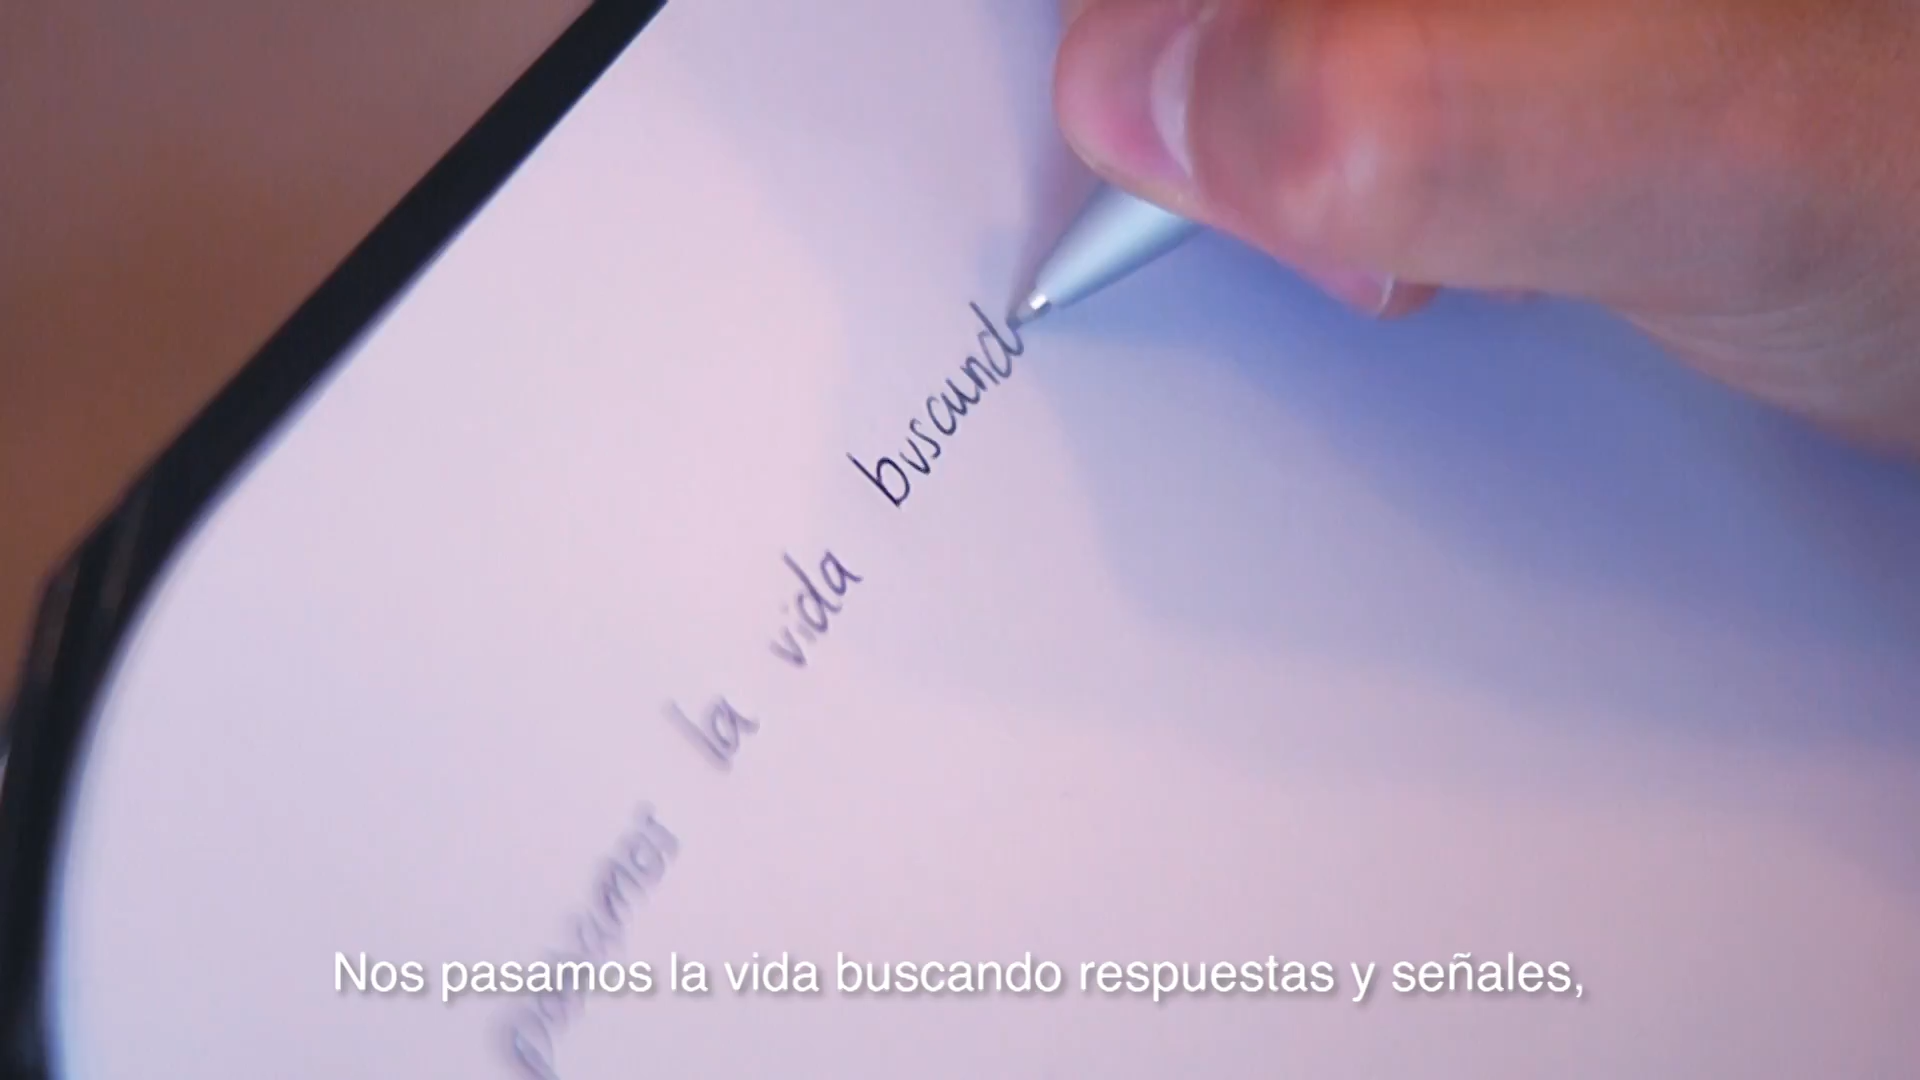 pasamos la vida buscand
Nos pasamos la vida buscando respuestas y señales,